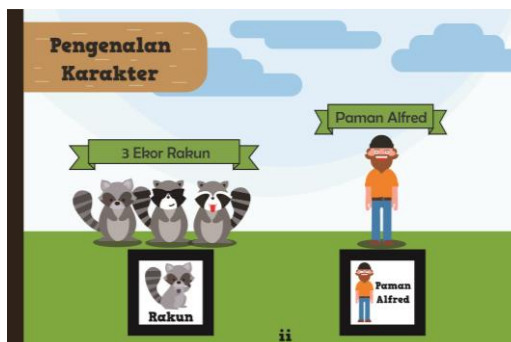 Pengenalan
Karakter
Paman Alfred
3 Ekor Rakun
Rakun
Paman
Alfred
ii